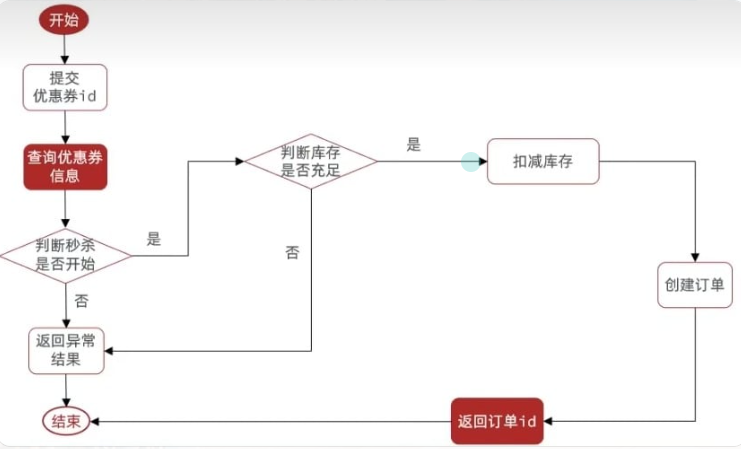 开始
提交
优惠券id
查询优惠券
信息
判断秒杀
是否开始
是
否
返回异常
结果
结束
判断库存
是否充足
是
否
扣减库存
创建订单
返回订单id